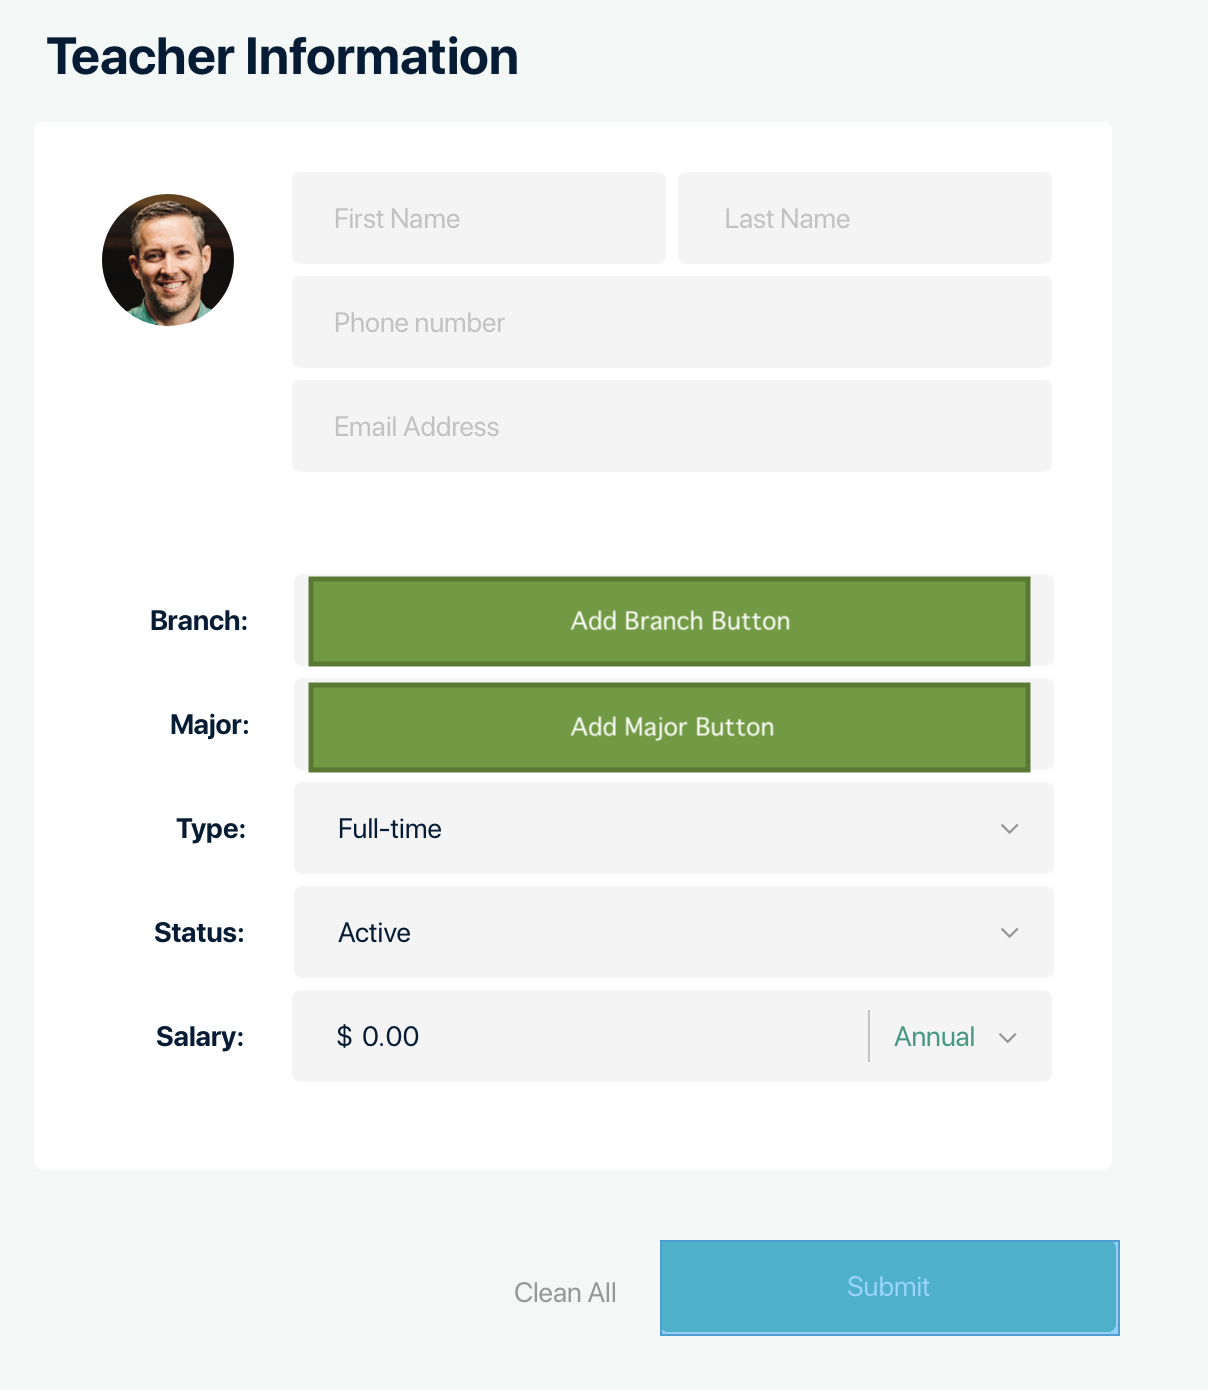 Teacher Information
First Name
Last Name
Phone number
Email Address
Branch:
Add Branch Button
Major:
Add Major Button
Type:
Full-time
Status:
Active
Salary:
$ 0.00
Annual
Clean All
Submit